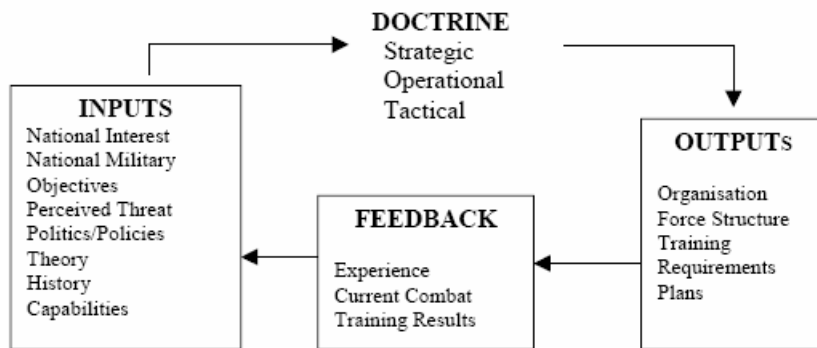 DOCTRINE
Strategic
Operational
Tactical
INPUTS
National Interest
National Military
Objectives
Perceived Threat
Politics/Policies
Theory
History
Capabilities
FEEDBACK
Experience
Current Combat
Training Results
OUTPUTs
Organisation
Force Structure
Training
Requirements
Plans